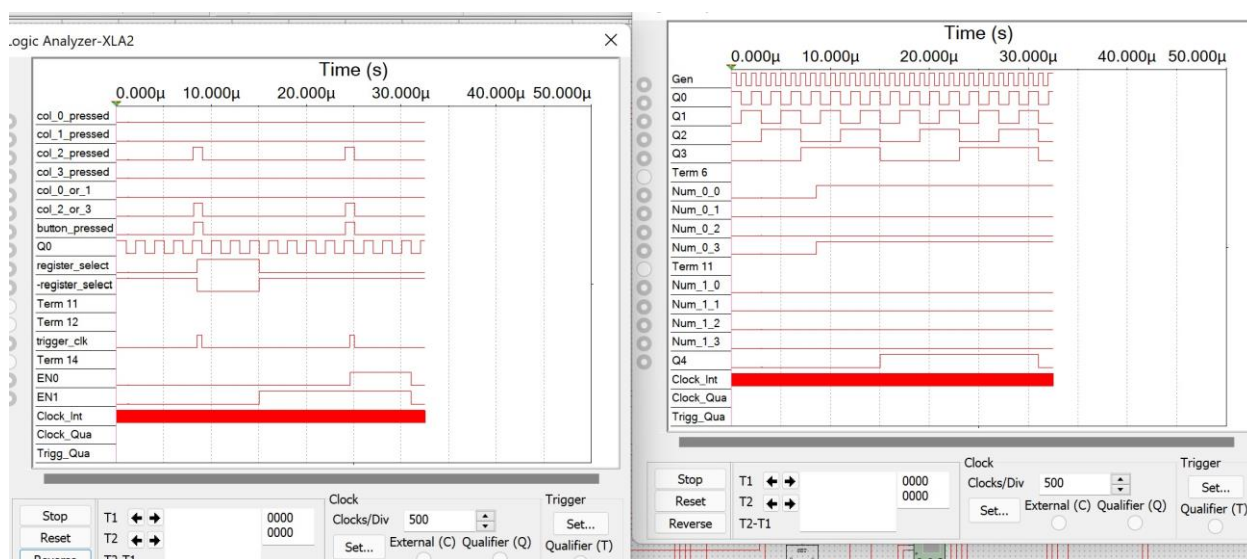 Logic Analyzer-XLA2
Time (s)
0.000µ 10.000µ 20.000µ 30.000µ 40.000µ 50.000µ
col_0_pressed
col_1_pressed
col_2_pressed
col_3_pressed
col_0_or_1
col_2_or_3
button_pressed
Q0
register_select
-register_select
Term 11
Term 12
trigger_clk
Term 14
EN0
EN1
Clock_Int
Clock_Qua
Trigg_Qua
Stop
Reset
Reverse
T1
T2
T2-T1
0000
0000
Clock
Clocks/Div 500
Set... External (C) Qualifier (Q)
Trigger
Set...
Qualifier (T)
Time (s)
0.000µ 10.000µ 20.000µ 30.000µ 40.000µ 50.000µ
Gen
Q0
Q1
Q2
Q3
Term 6
Num_0_0
Num_0_1
Num_0_2
Num_0_3
Term 11
Num_1_0
Num_1_1
Num_1_2
Num_1_3
Q4
Clock_Int
Clock_Qua
Trigg_Qua
Stop
Reset
Reverse
T1
T2
T2-T1
0000
0000
Clock
Clocks/Div 500
Set... External (C) Qualifier (Q)
Trigger
Set...
Qualifier (T)